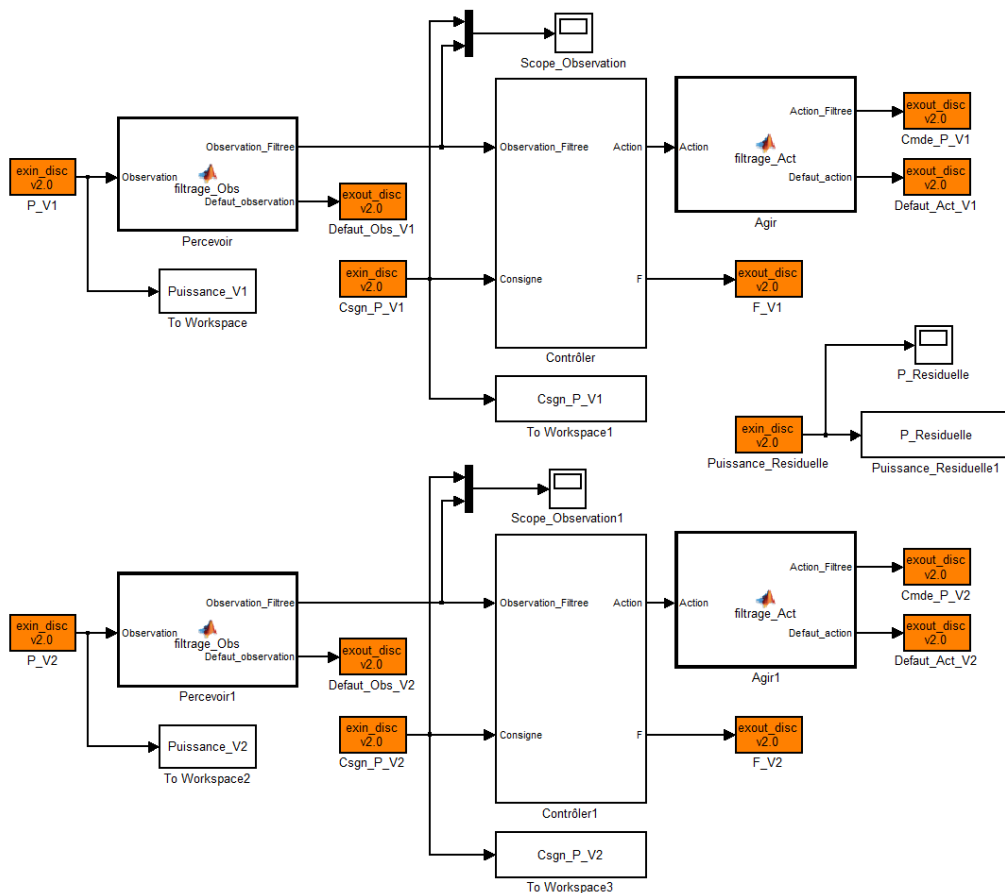 Scope_Observation
exin_disc
v2.0
P_V1
Observation
filtrage_Obs
Observation_Filtree
Defaut_observation
Percevoir
exout_disc
v2.0
Defaut_Obs_V1
Puissance_V1
To Workspace
exin_disc
v2.0
Csgn_P_V1
Observation_Filtree
Action
Consigne
F
Contrôler
Action
filtrage_Act
Action_Filtree
Defaut_action
Agir
exout_disc
v2.0
Cmde_P_V1
exout_disc
v2.0
Defaut_Act_V1
exout_disc
v2.0
F_V1
Csgn_P_V1
To Workspace1
P_Residuelle
exin_disc
v2.0
Puissance_Residuelle
P_Residuelle
Puissance_Residuelle1
Scope_Observation1
exin_disc
v2.0
P_V2
Observation
filtrage_Obs
Observation_Filtree
Defaut_observation
Percevoir1
exout_disc
v2.0
Defaut_Obs_V2
Puissance_V2
To Workspace2
exin_disc
v2.0
Csgn_P_V2
Observation_Filtree
Action
Consigne
F
Contrôler1
Action
filtrage_Act
Action_Filtree
Defaut_action
Agir1
exout_disc
v2.0
Cmde_P_V2
exout_disc
v2.0
Defaut_Act_V2
exout_disc
v2.0
F_V2
Csgn_P_V2
To Workspace3